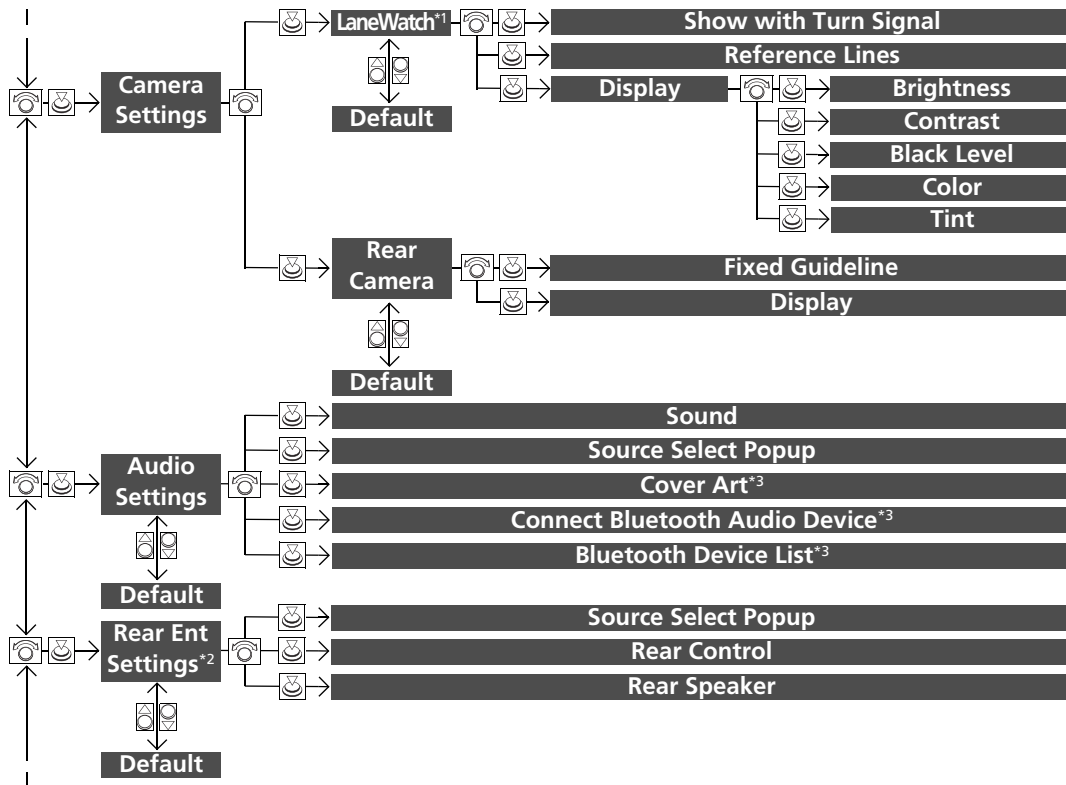 LaneWatch*1
Show with Turn Signal
Reference Lines
Camera
Settings
Display
Brightness
Default
Contrast
Black Level
Color
Tint
Rear
Camera
Fixed Guideline
Display
Default
Sound
Audio
Settings
Source Select Popup
Cover Art*3
Connect Bluetooth Audio Device*3
Bluetooth Device List*3
Default
Rear Ent
Settings*2
Source Select Popup
Rear Control
Rear Speaker
Default